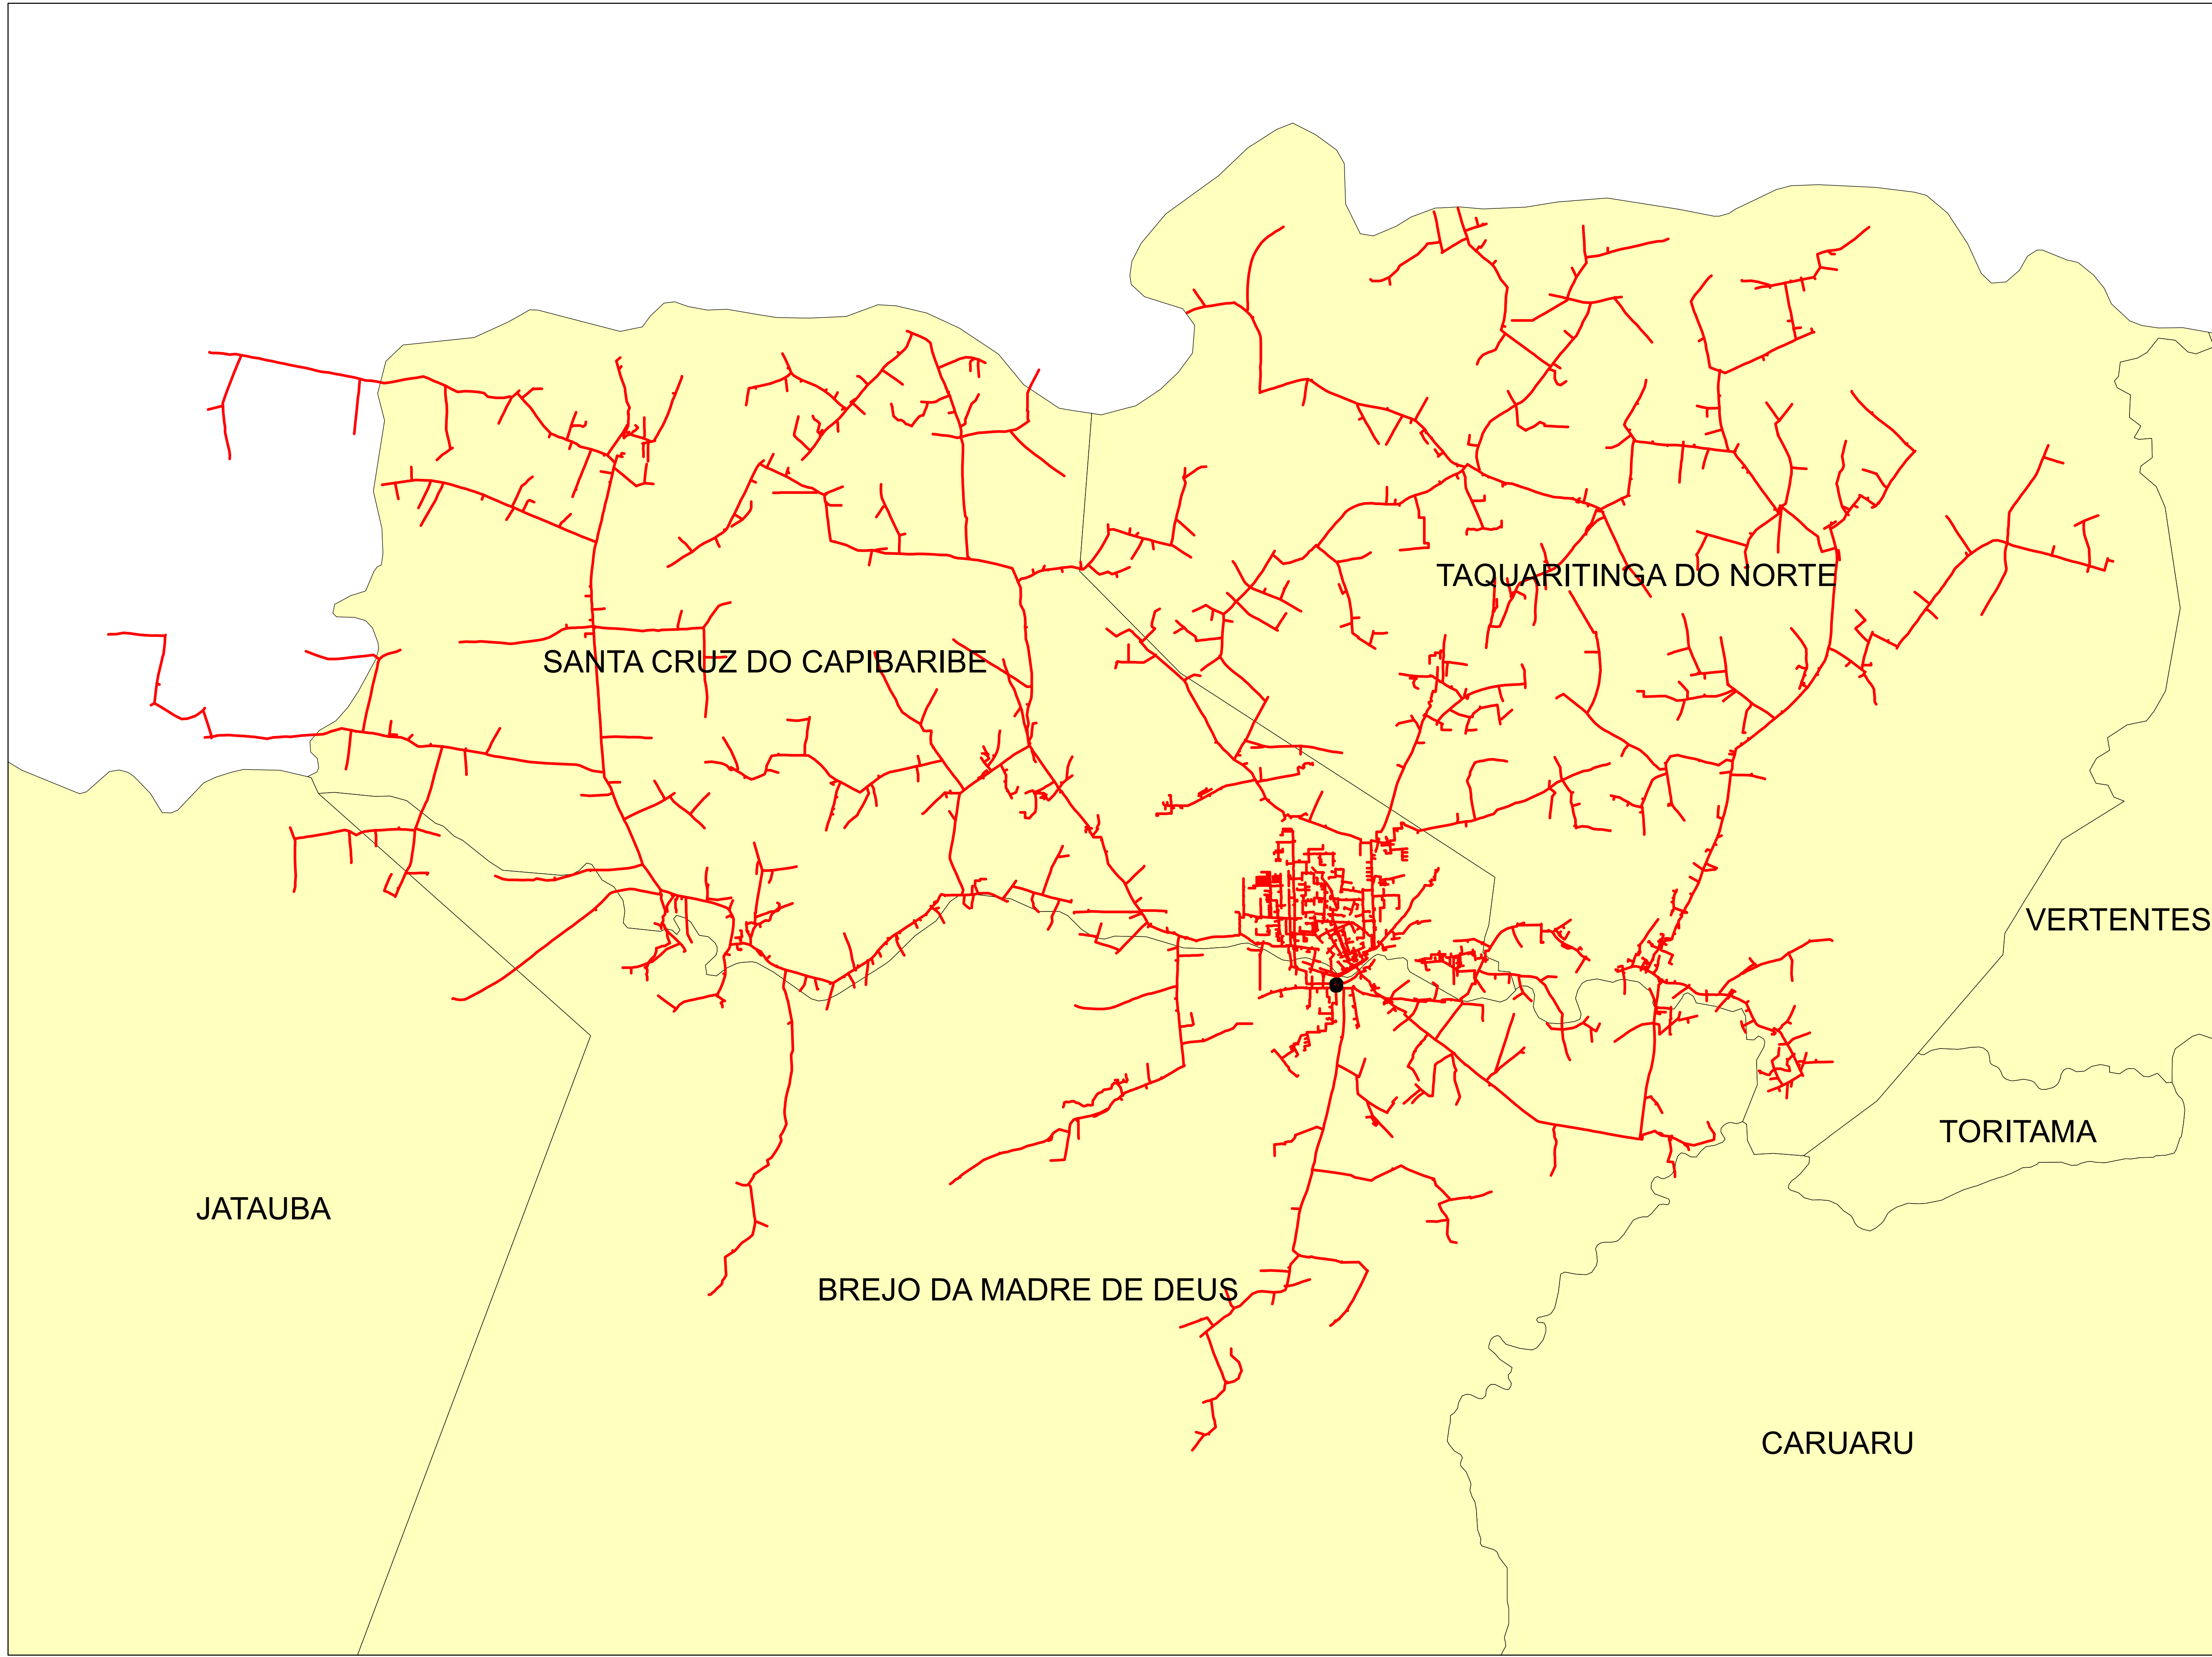 TAQUARITINGA DO NORTE
SANTA CRUZ DO CAPIBARIBE
VERTENTES
TORITAMA
JATAUBA
BREJO DA MADRE DE DEUS
CARUARU